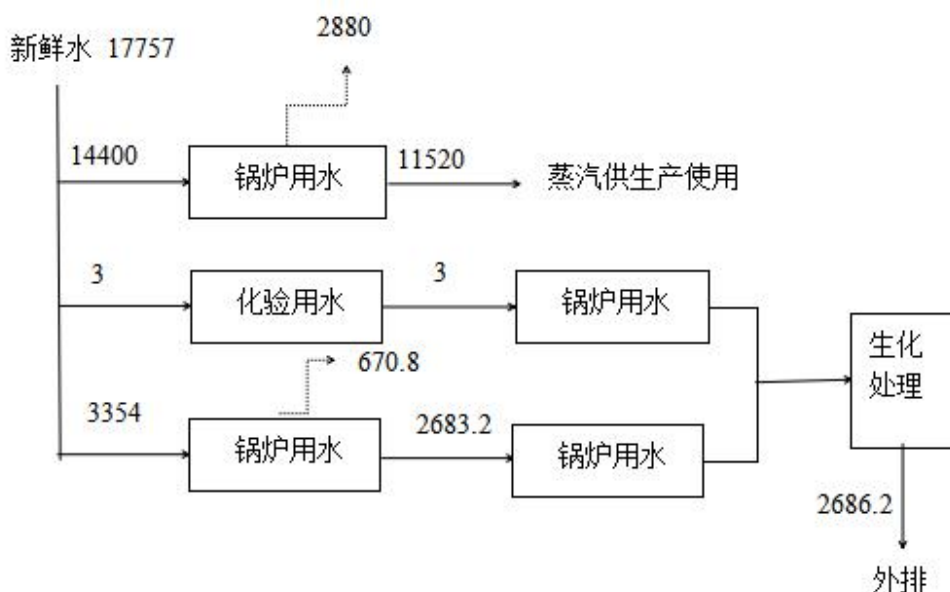 2880
新鲜水 17757
14400
锅炉用水
11520
蒸汽供生产使用
3
化验用水
3
锅炉用水
670.8
生化
处理
3354
锅炉用水
2683.2
锅炉用水
2686.2
外排